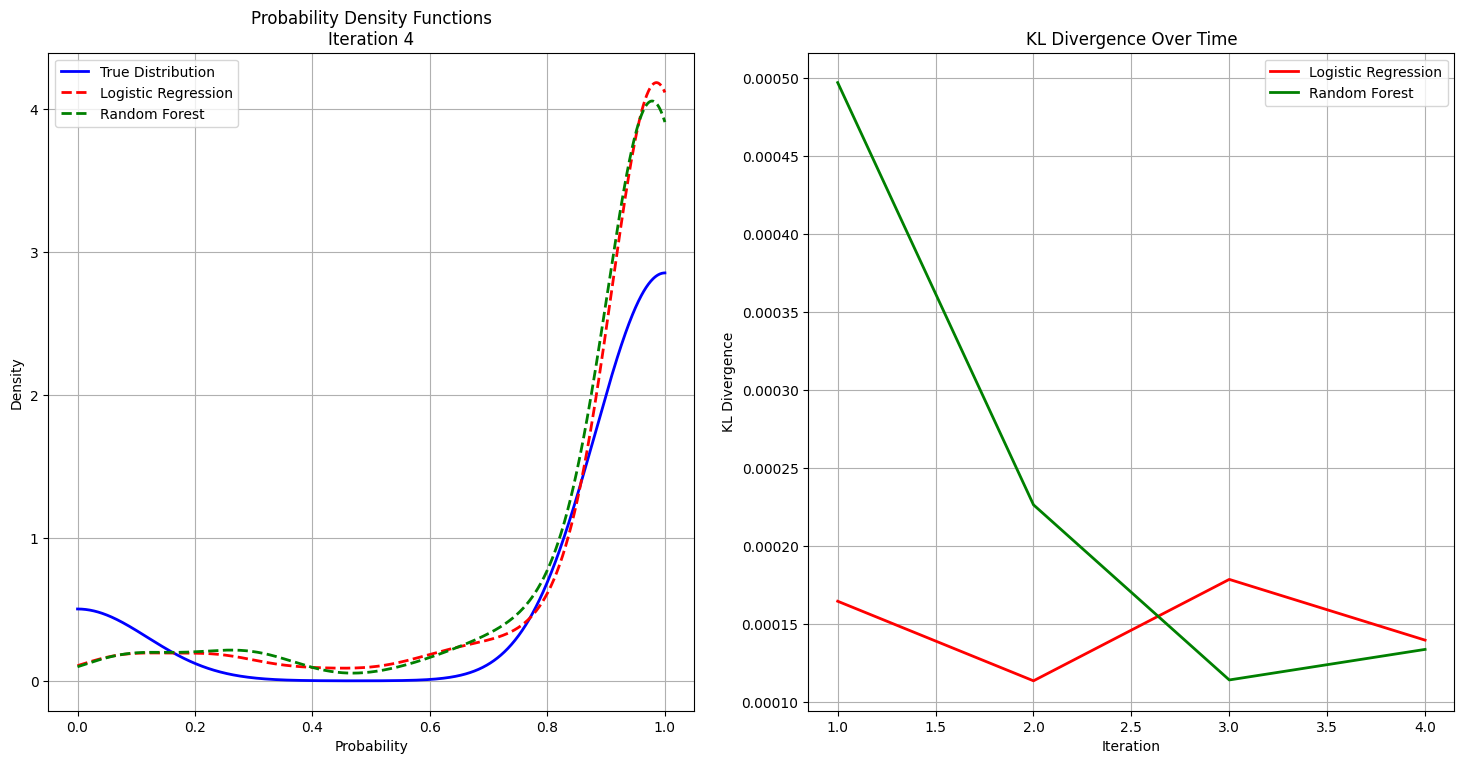 Probability Density Functions
Iteration 4
True Distribution
Logistic Regression
Random Forest
4
3
2
1
0
Density
0.0 0.2 0.4 0.6 0.8 1.0
Probability
KL Divergence Over Time
Logistic Regression
Random Forest
0.00050
0.00045
0.00040
0.00035
0.00030
0.00025
0.00020
0.00015
0.00010
KL Divergence
1.0 1.5 2.0 2.5 3.0 3.5 4.0
Iteration